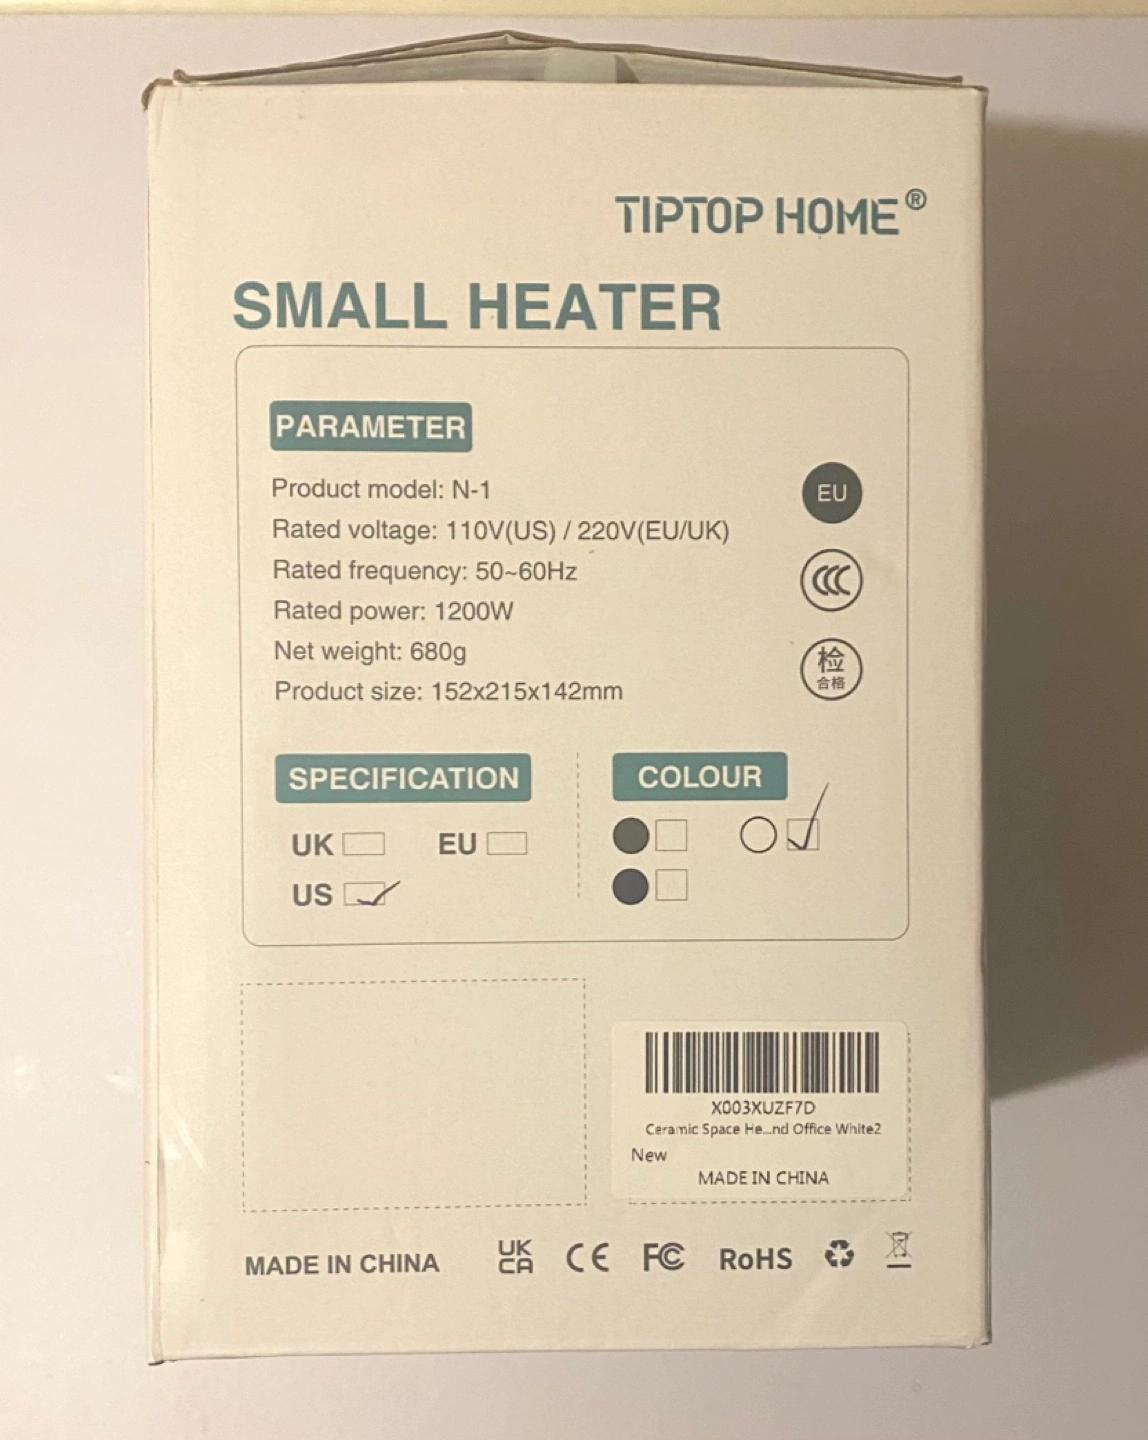 TIPTOP HOME®
SMALL HEATER
PARAMETER
Product model: N-1
Rated voltage: 110V(US) / 220V(EU/UK)
Rated frequency: 50~60Hz
Rated power: 1200W
Net weight: 680g
Product size: 152x215x142mm
EU
CCC
检
合格
SPECIFICATION
UK EU
US
COLOUR
X003XUZF7D
Ceramic Space He...nd Office White2
New
MADE IN CHINA
MADE IN CHINA UK CA CE FC RoHS